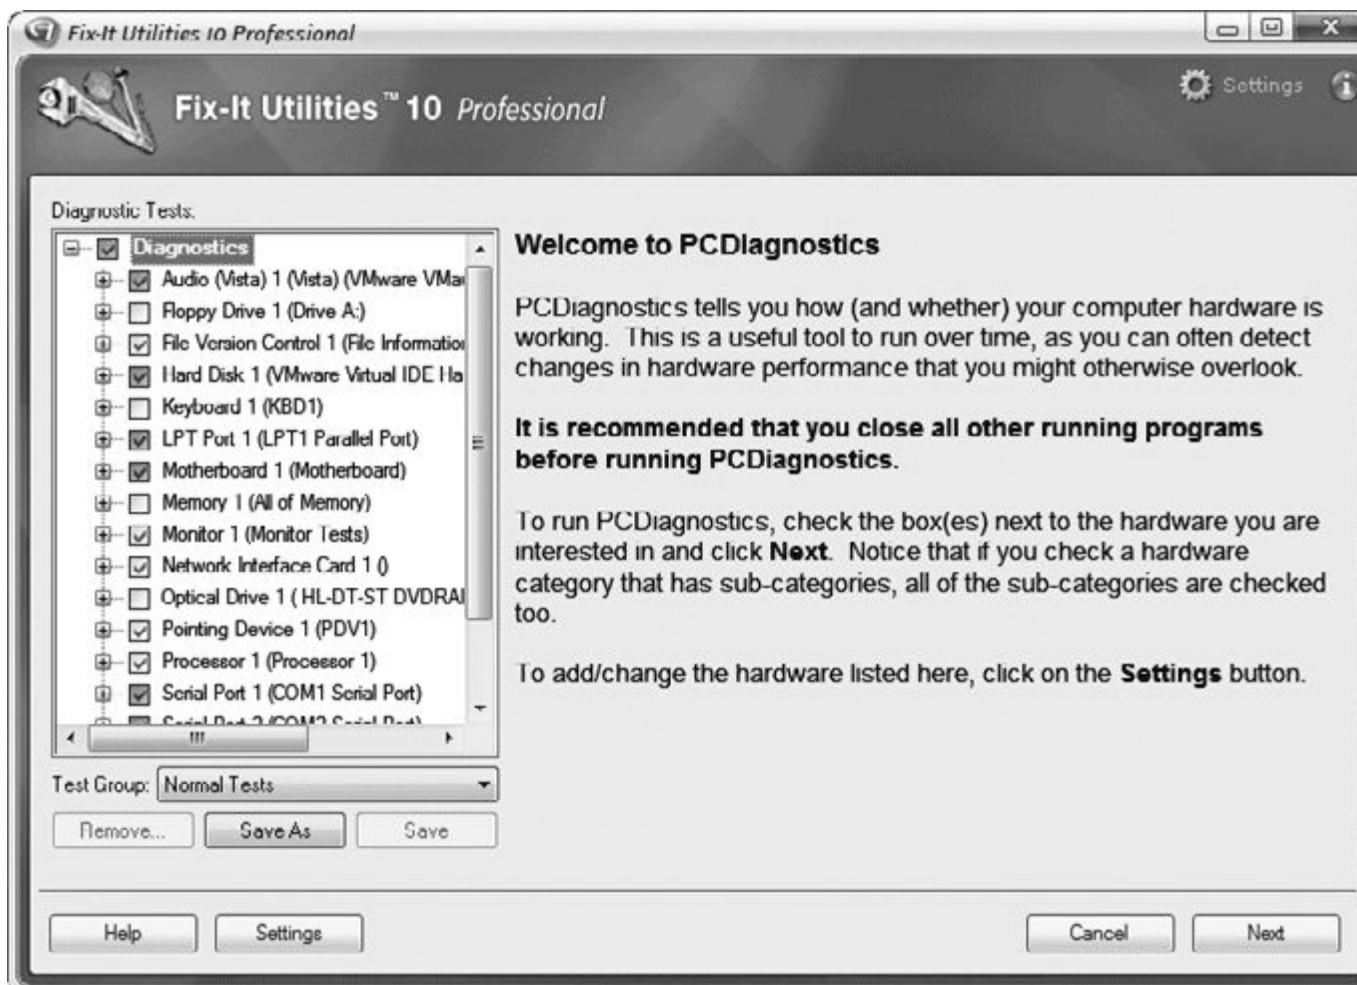 Fix-It Utilities 10 Professional
Settings
Fix-It Utilities™ 10 Professional
Diagnostic Tests:
Diagnostics
Audio (Vista) 1 (Vista) (VMware VMau
Floppy Drive 1 (Drive A:)
File Version Control 1 (File Information
Hard Disk 1 (VMware Virtual IDE Ha
Keyboard 1 (KBD1)
LPT Port 1 (LPT1 Parallel Port)
Motherboard 1 (Motherboard)
Memory 1 (All of Memory)
Monitor 1 (Monitor Tests)
Network Interface Card 1 ()
Optical Drive 1 ( HL-DT-ST DVDRAM
Pointing Device 1 (PDV1)
Processor 1 (Processor 1)
Serial Port 1 (COM1 Serial Port)
Serial Port 2 (COM2 Serial Port)
Test Group: Normal Tests
Remove... Save As Save
Welcome to PCDIagnostics
PCDiagnostics tells you how (and whether) your computer hardware is
working. This is a useful tool to run over time, as you can often detect
changes in hardware performance that you might otherwise overlook.
It is recommended that you close all other running programs
before running PCDiagnostics.
To run PCDiagnostics, check the box(es) next to the hardware you are
interested in and click Next. Notice that if you check a hardware
category that has sub-categories, all of the sub-categories are checked
too.
To add/change the hardware listed here, click on the Settings button.
Help Settings Cancel Next